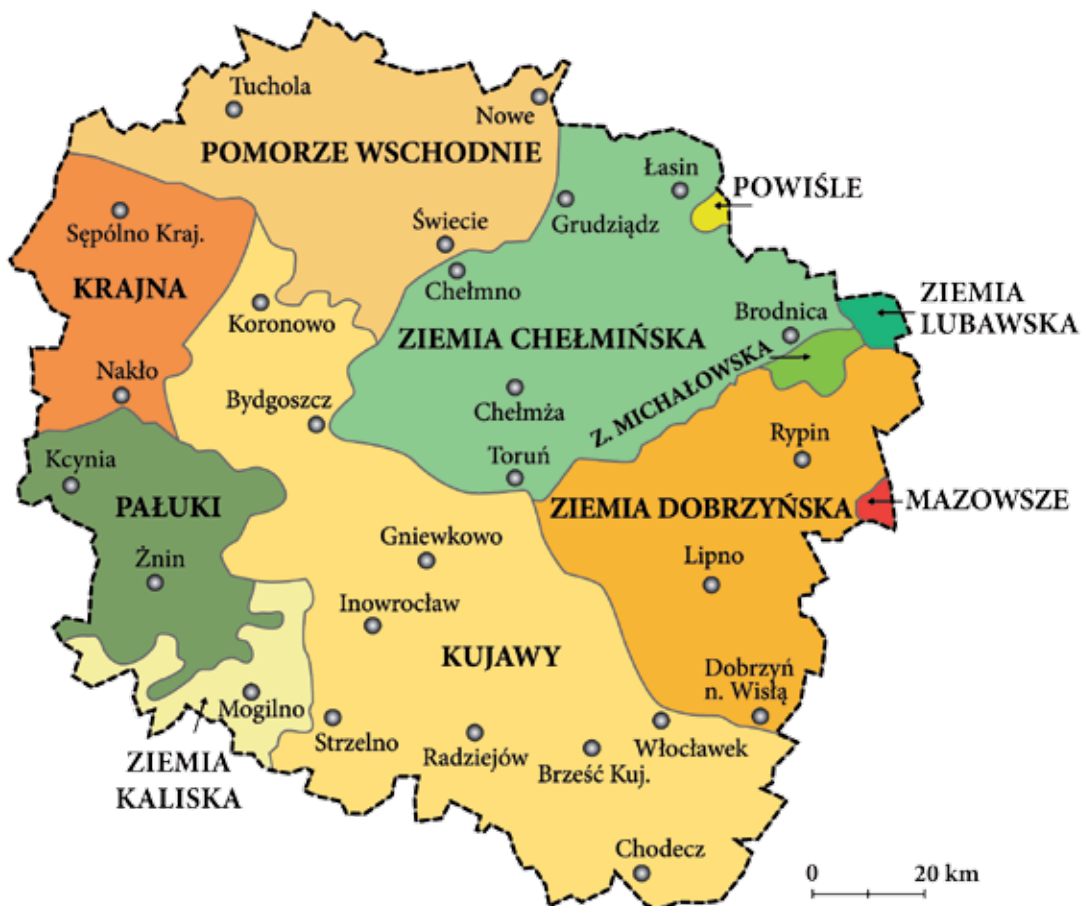 Tuchola
Nowe
POMORZE WSCHODNIE
Łasin
POWIŚLE
Sępólno Kraj.
Grudziądz
Świecie
KRAJNA
Chełmno
ZIEMIA
LUBAWSKA
Koronowo
ZIEMIA CHEŁMIŃSKA
Brodnica
Nakło
Bydgoszcz
Chełmża
Z. MICHAŁOWSKA
Rypin
Kcynia
Toruń
PAŁUKI
ZIEMIA DOBRZYŃSKA
MAZOWSZE
Gniewkowo
Żnin
Lipno
Inowrocław
KUJAWY
Dobrzyń
n. Wisłą
Mogilno
Strzelno
Radziejów
Włocławek
Brześć Kuj.
ZIEMIA
KALISKA
Chodecz
0 20 km